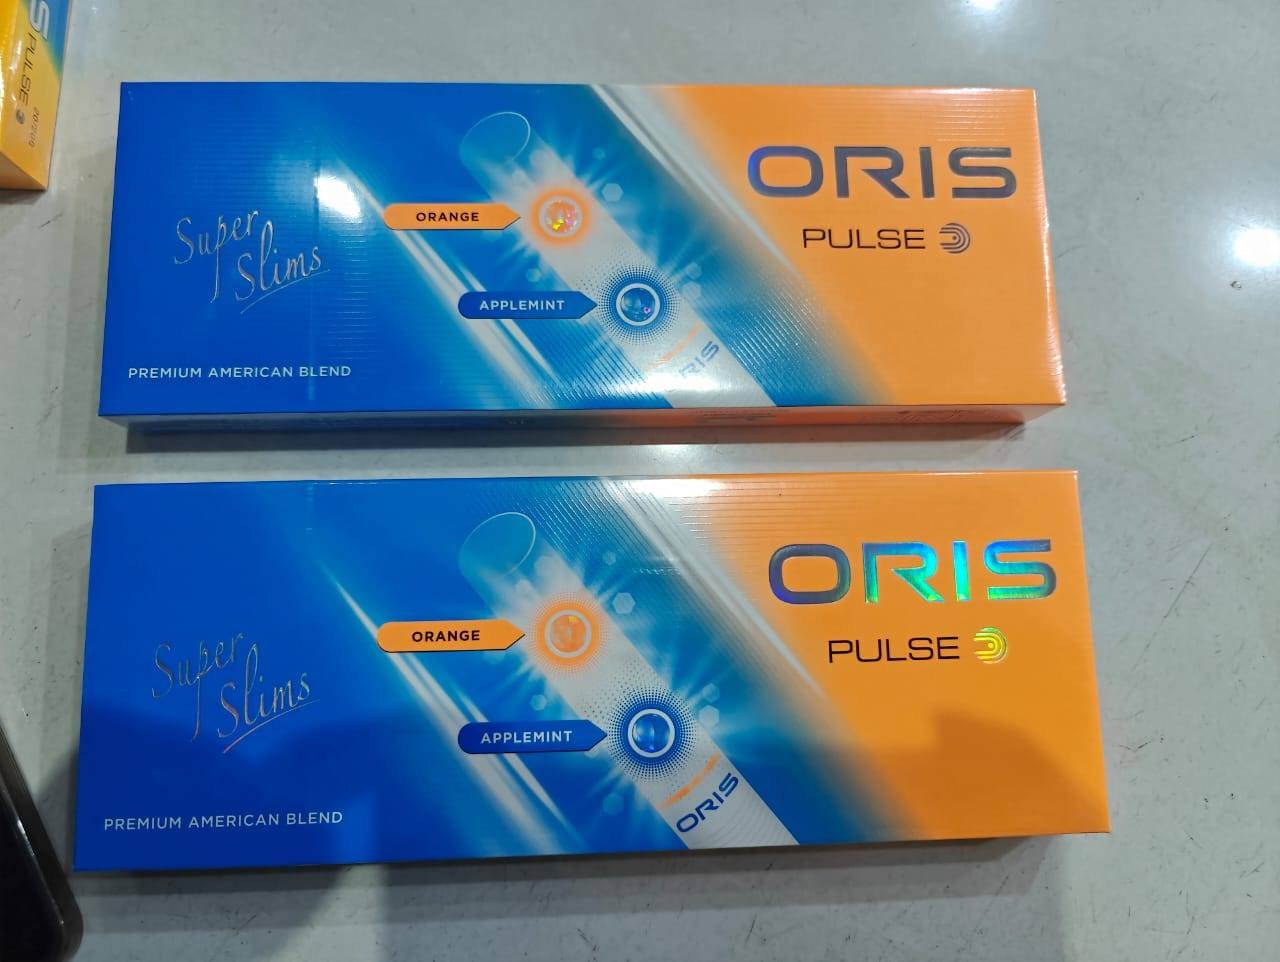 S PULSE
ORIS
PULSE
Super
Slims
ORANGE
APPLEMINT
PREMIUM AMERICAN BLEND
ORIS
PULSE
Super
Slims
ORANGE
APPLEMINT
ORIS
PREMIUM AMERICAN BLEND